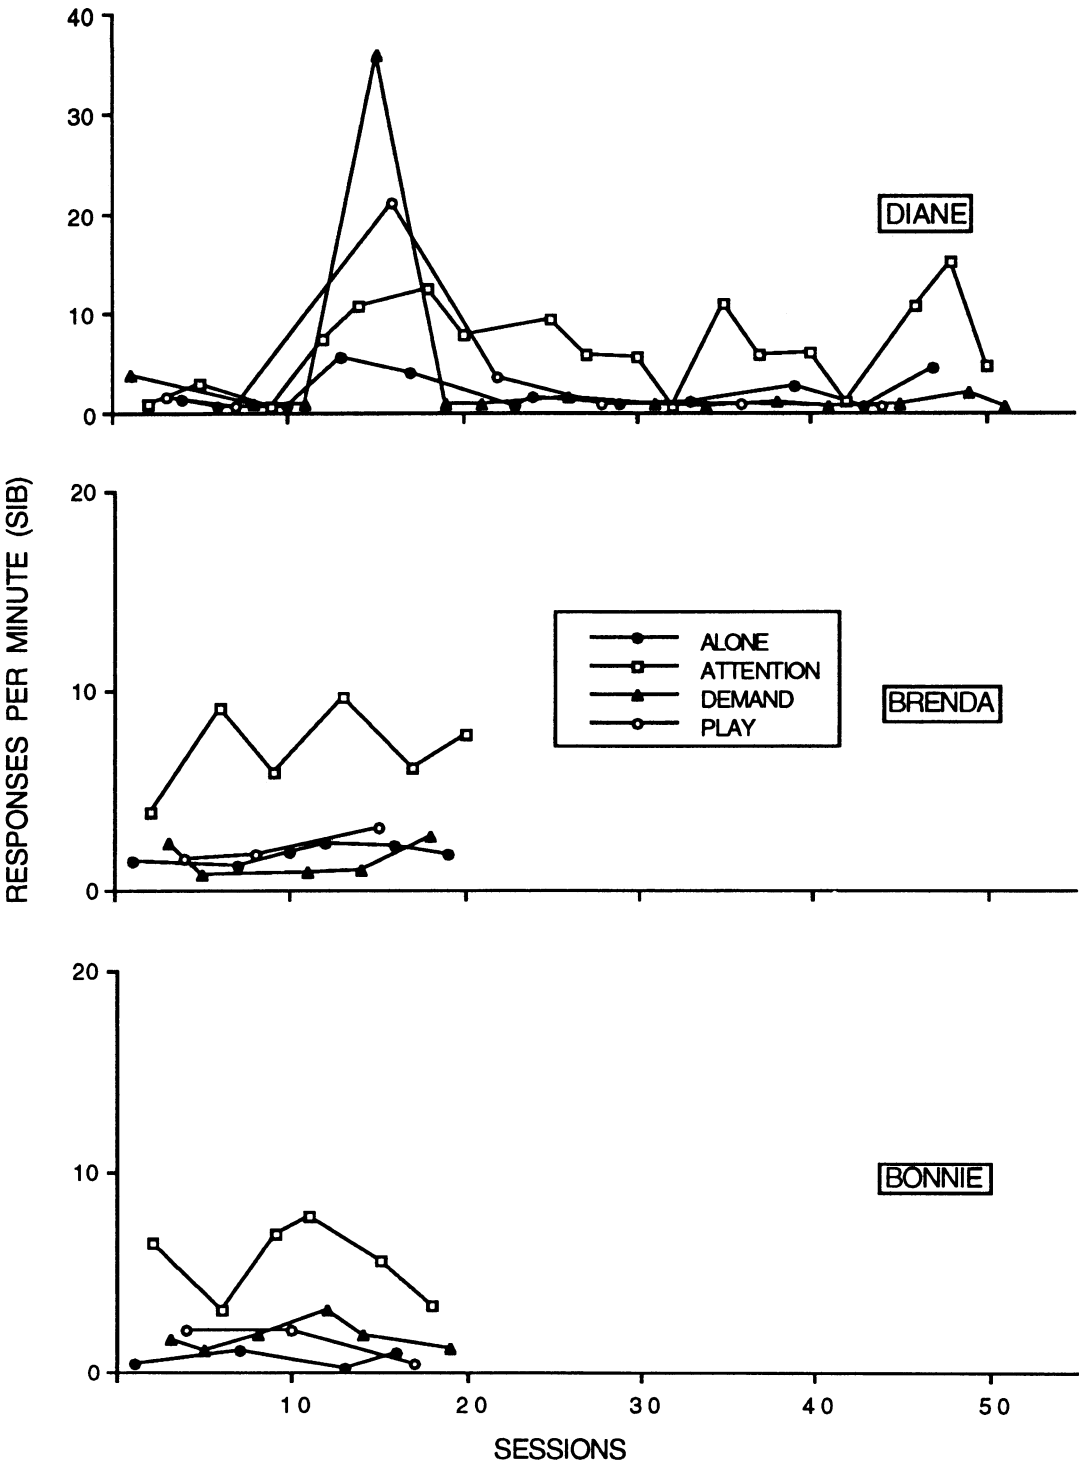 40
30
20
10
0
DIANE
RESPONSES PER MINUTE (SIB)
20
10
0
ALONE
ATTENTION
DEMAND
PLAY
BRENDA
20
10
0
BONNIE
10 20 30 40 50
SESSIONS